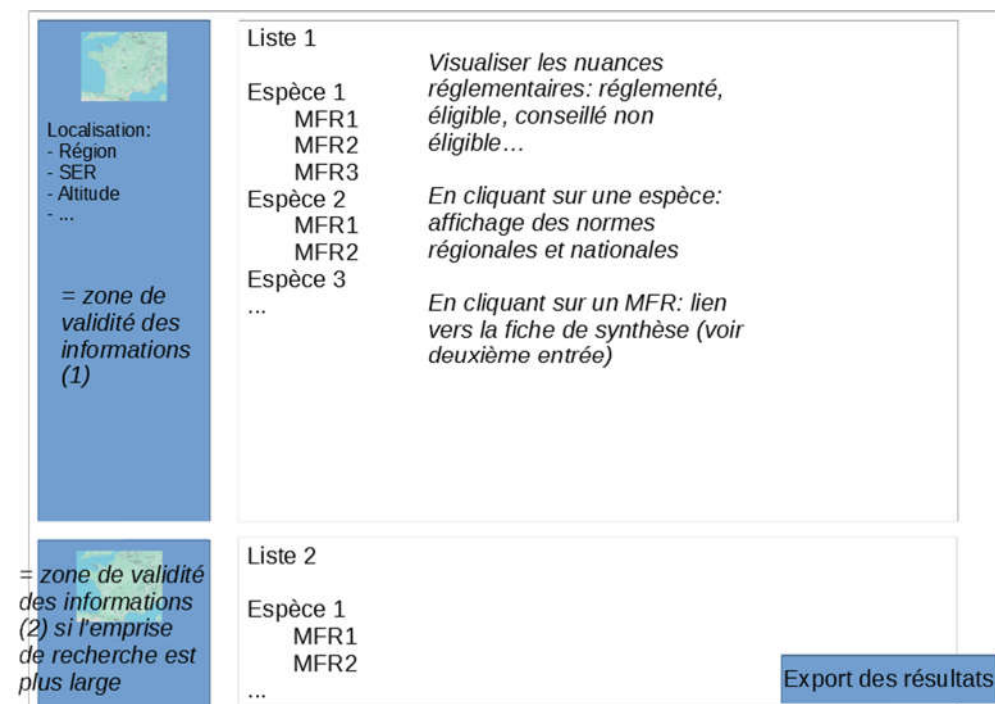 Localisation:
- Région
- SER
- Altitude
- ...
= zone de
validité des
informations
(1)
Liste 1
Espèce 1
MFR1
MFR2
MFR3
Espèce 2
MFR1
MFR2
Espèce 3
...
Visualiser les nuances
réglementaires: réglementé,
éligible, conseillé non
éligible…
En cliquant sur une espèce:
affichage des normes
régionales et nationales
En cliquant sur un MFR: lien
vers la fiche de synthèse (voir
deuxième entrée)
= zone de validité
des informations
(2) si l'emprise
de recherche est
plus large
Liste 2
Espèce 1
MFR1
MFR2
...
Export des résultats